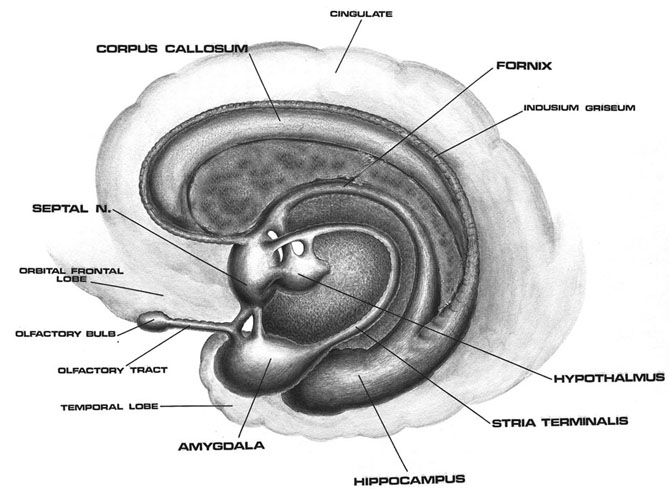 CINGULATE
CORPUS CALLOSUM
FORNIX
INDUSIUM GRISEUM
SEPTAL N.
ORBITAL FRONTAL
LOBE
OLFACTORY BULB
OLFACTORY TRACT
HYPOTHALMUS
TEMPORAL LOBE
STRIA TERMINALIS
AMYGDALA
HIPPOCAMPUS